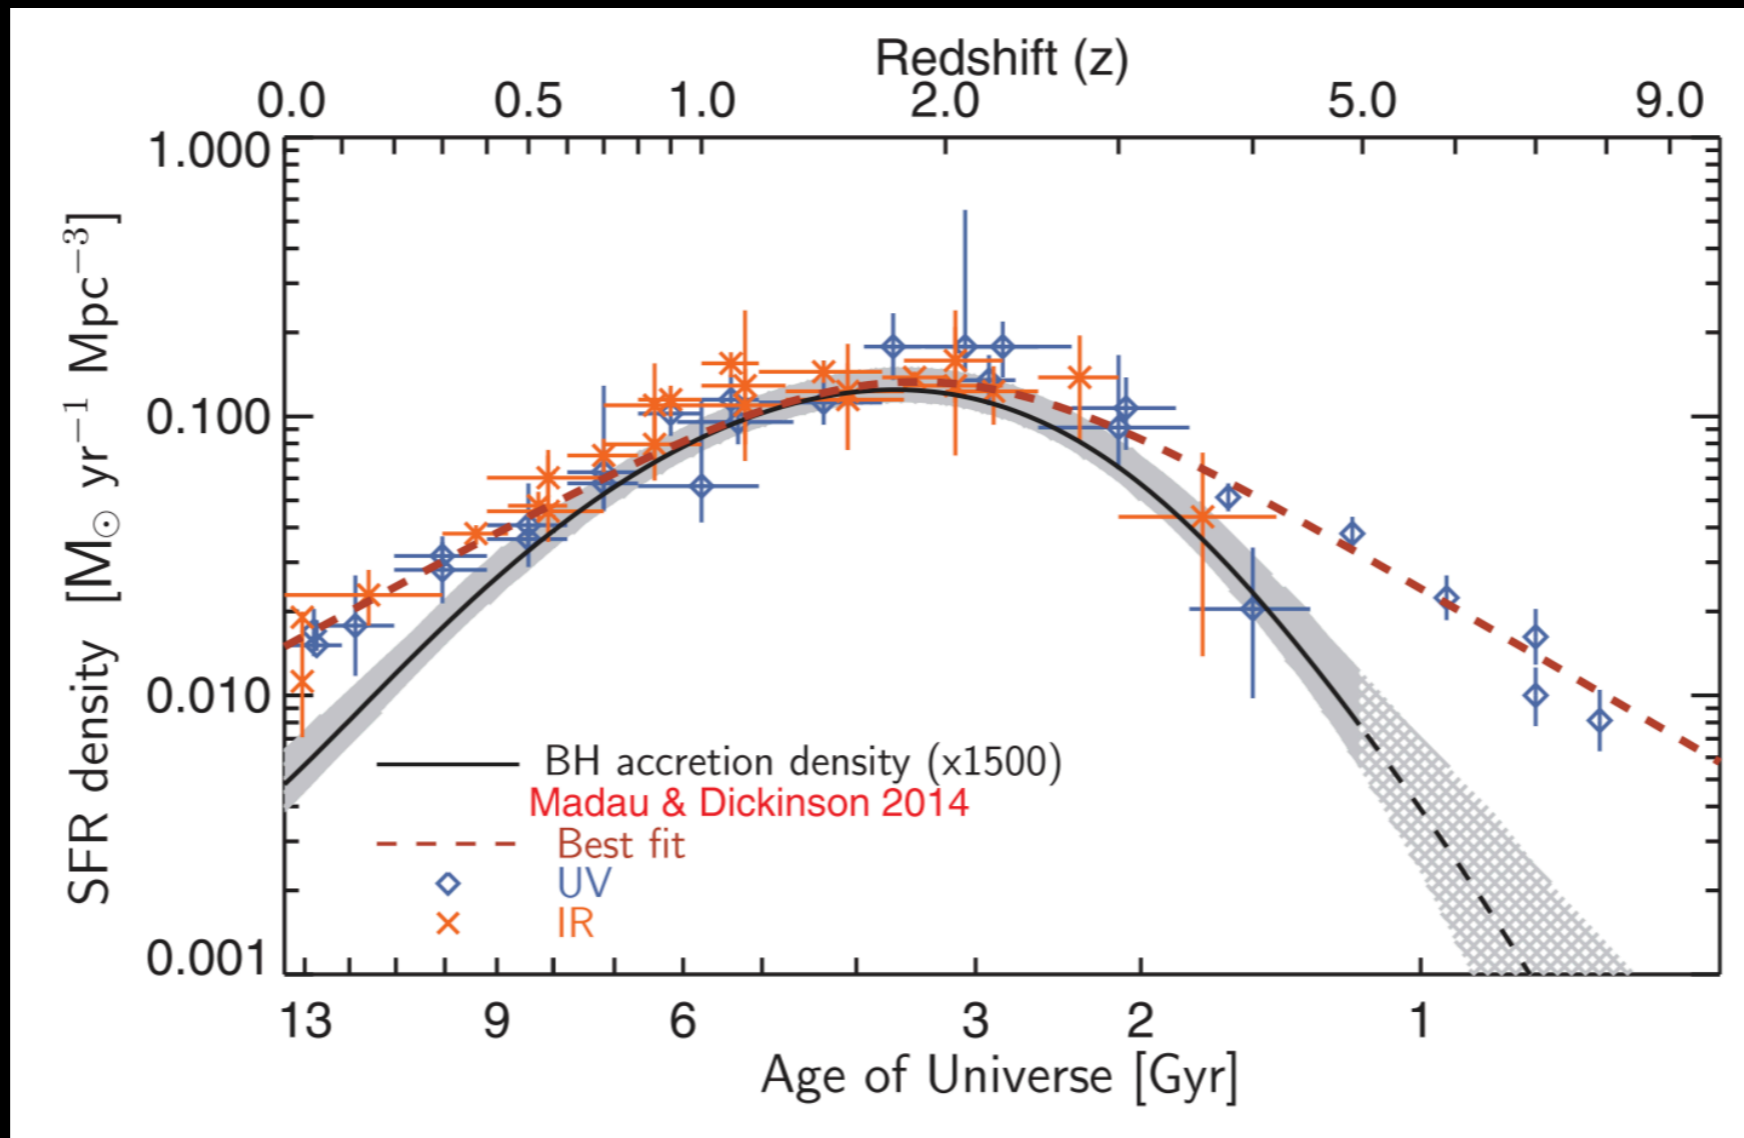 Redshift (z)
0.0 0.5 1.0 2.0 5.0 9.0
1.000
0.100
0.010
0.001
SFR density [M⊙ yr⁻¹ Mpc⁻³]
BH accretion density (x1500)
Madau & Dickinson 2014
Best fit
UV
IR
13 9 6 3 2 1
Age of Universe [Gyr]